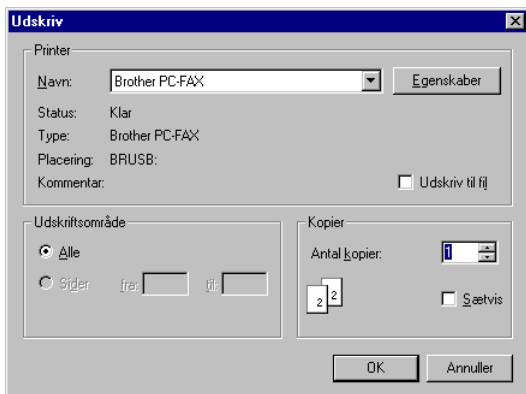 Udskriv
Printer
Navn: Brother PC-FAX Egenskaber
Status: Klar
Type: Brother PC-FAX
Placering: BRUSB:
Kommentar: Udskriv til fil
Udskriftsområde
Alle
Sider fra: til:
Kopier
Antal kopier: 1
2 2 Sætvis
OK Annuller